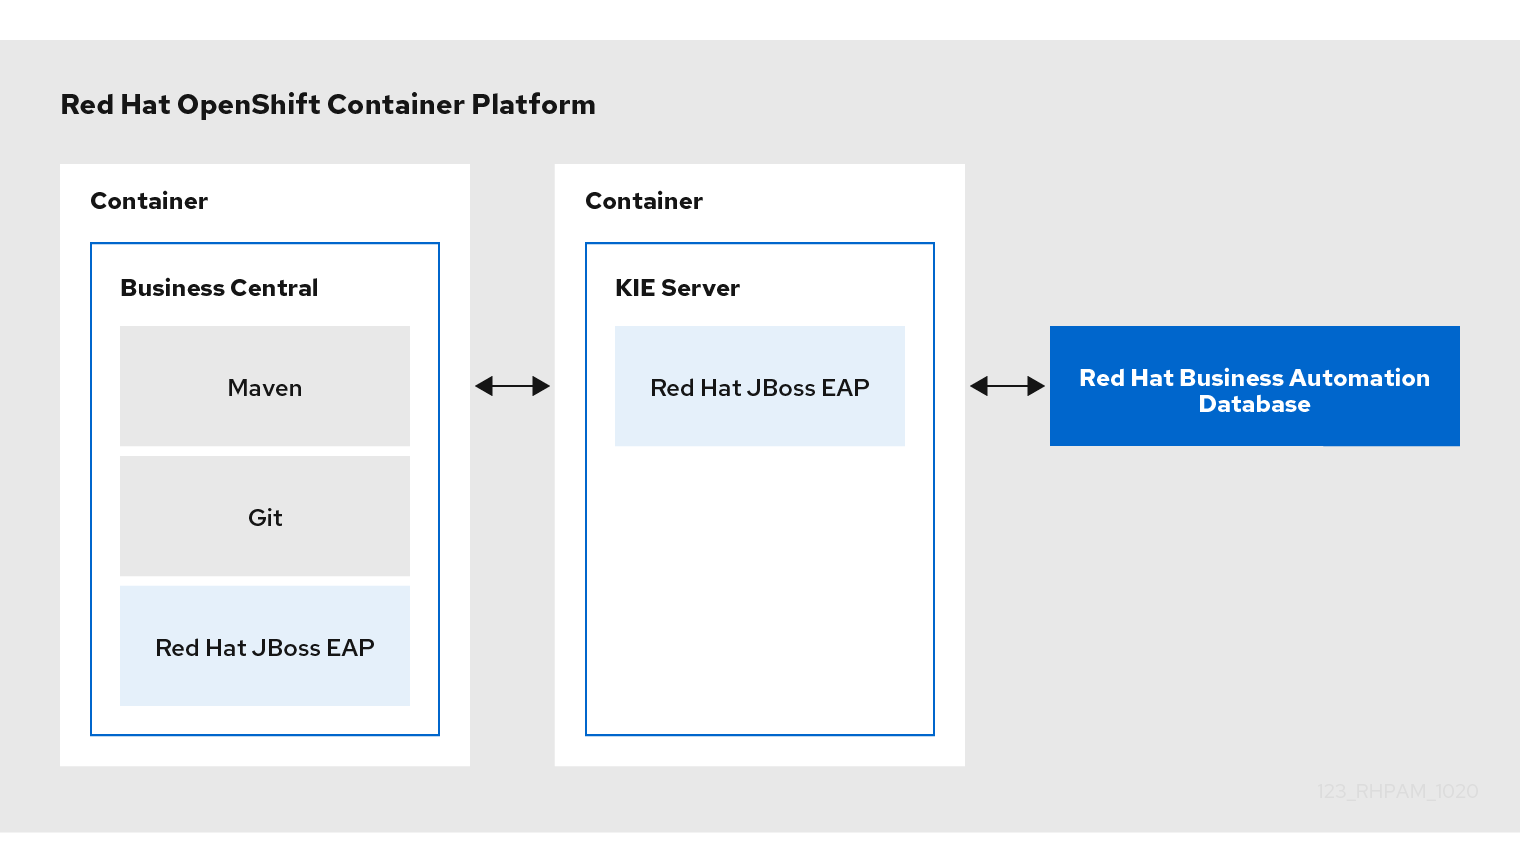 Red Hat OpenShift Container Platform
Container
Business Central
Maven
Git
Red Hat JBoss EAP
Container
KIE Server
Red Hat JBoss EAP
Red Hat Business Automation
Database
123_RHPAM_1020